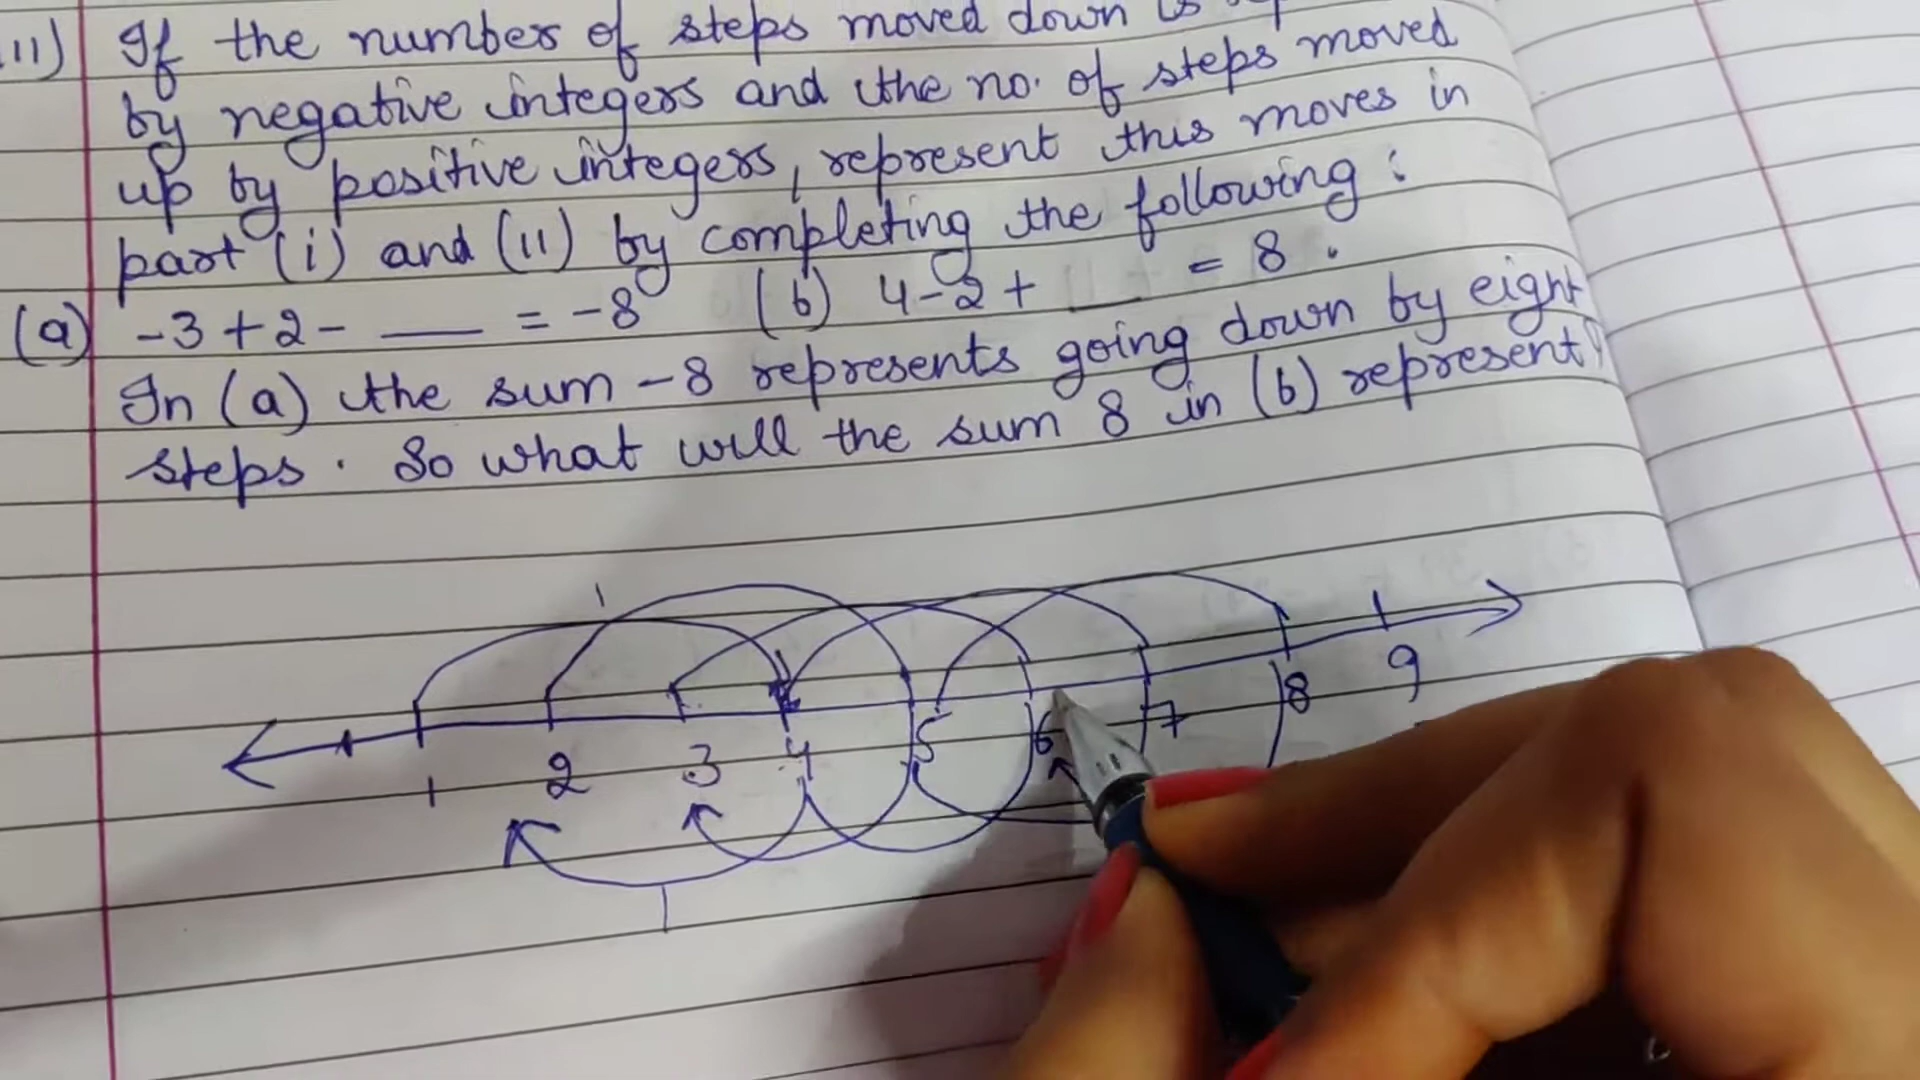 11) If the number of steps moved down is
by negative integers and the no. of steps moved
up by positive integers, represent this moves in
part (i) and (11) by completing the following :
(a) -3 + 2 - ___ = -8 (b) 4-2 + ___ = 8 .
In (a) the sum -8 represents going down by eight
steps . So what will the sum 8 in (b) represent?
1 2 3 4 5 6 7 8 9